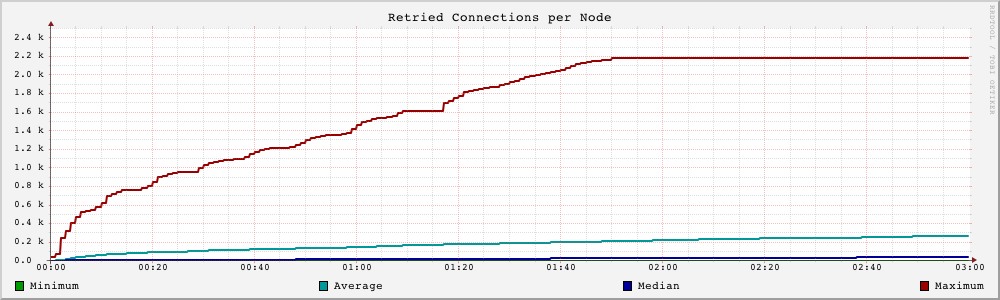 Retried Connections per Node
RRDTOOL / TOBI OETIKER
2.4 k
2.2 k
2.0 k
1.8 k
1.6 k
1.4 k
1.2 k
1.0 k
0.8 k
0.6 k
0.4 k
0.2 k
0.0
00:00 00:20 00:40 01:00 01:20 01:40 02:00 02:20 02:40 03:00
Minimum Average Median Maximum